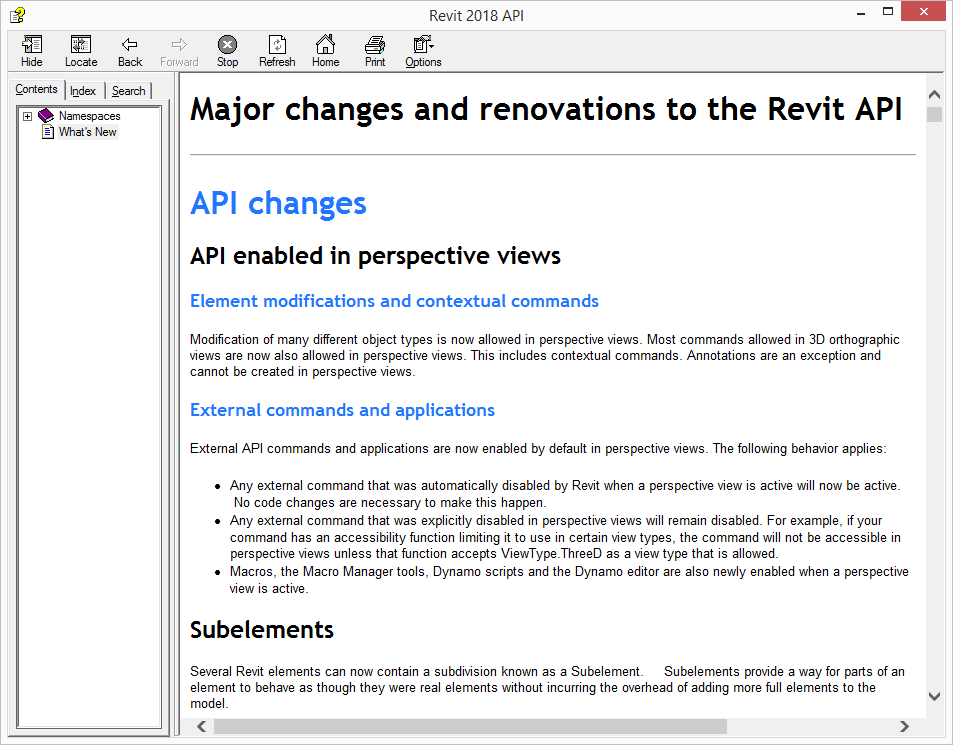 Revit 2018 API
Hide Locate Back Forward Stop Refresh Home Print Options
Contents Index Search
Namespaces
What's New
Major changes and renovations to the Revit API
API changes
API enabled in perspective views
Element modifications and contextual commands
Modification of many different object types is now allowed in perspective views. Most commands allowed in 3D orthographic
views are now also allowed in perspective views. This includes contextual commands. Annotations are an exception and
cannot be created in perspective views.
External commands and applications
External API commands and applications are now enabled by default in perspective views. The following behavior applies:
• Any external command that was automatically disabled by Revit when a perspective view is active will now be active.
No code changes are necessary to make this happen.
• Any external command that was explicitly disabled in perspective views will remain disabled. For example, if your
command has an accessibility function limiting it to use in certain view types, the command will not be accessible in
perspective views unless that function accepts ViewType.ThreeD as a view type that is allowed.
• Macros, the Macro Manager tools, Dynamo scripts and the Dynamo editor are also newly enabled when a perspective
view is active.
Subelements
Several Revit elements can now contain a subdivision known as a Subelement. Subelements provide a way for parts of an
element to behave as though they were real elements without incurring the overhead of adding more full elements to the
model.